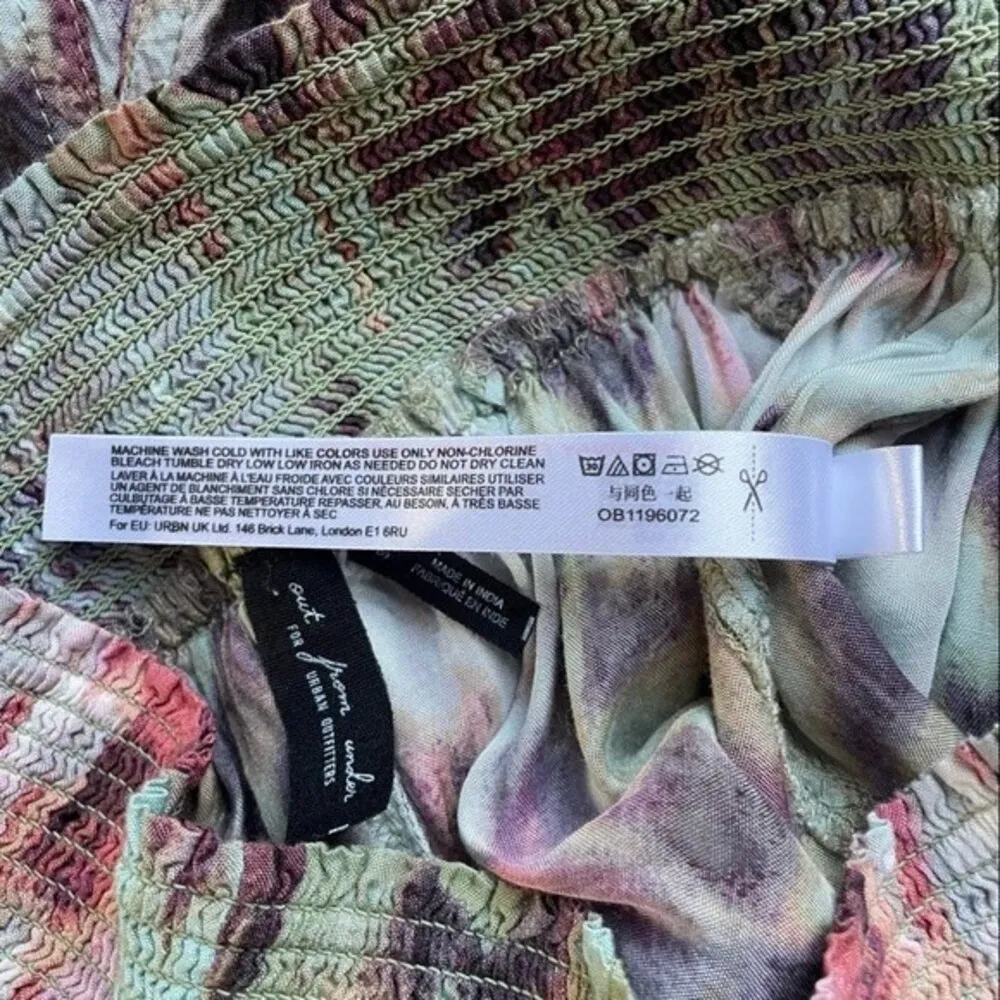 MACHINE WASH COLD WITH LIKE COLORS USE ONLY NON-CHLORINE
BLEACH TUMBLE DRY LOW LOW IRON AS NEEDED DO NOT DRY CLEAN
LAVER À LA MACHINE À L'EAU FROIDE AVEC COULEURS SIMILAIRES UTILISER
UN AGENT DE BLANCHIMENT SANS CHLORE SI NÉCESSAIRE SECHER PAR
CULBUTAGE À BASSE TEMPERATURE REPASSER, AU BESOIN, À TRÈS BASSE
TEMPÉRATURE NE PAS NETTOYER À SEC
For EU: URBN UK Ltd. 146 Brick Lane, London E1 6RU
30
与同色一起
OB1196072
MADE IN INDIA
FABRIQUÉ EN INDE
out from under
FOR URBAN OUTFITTERS